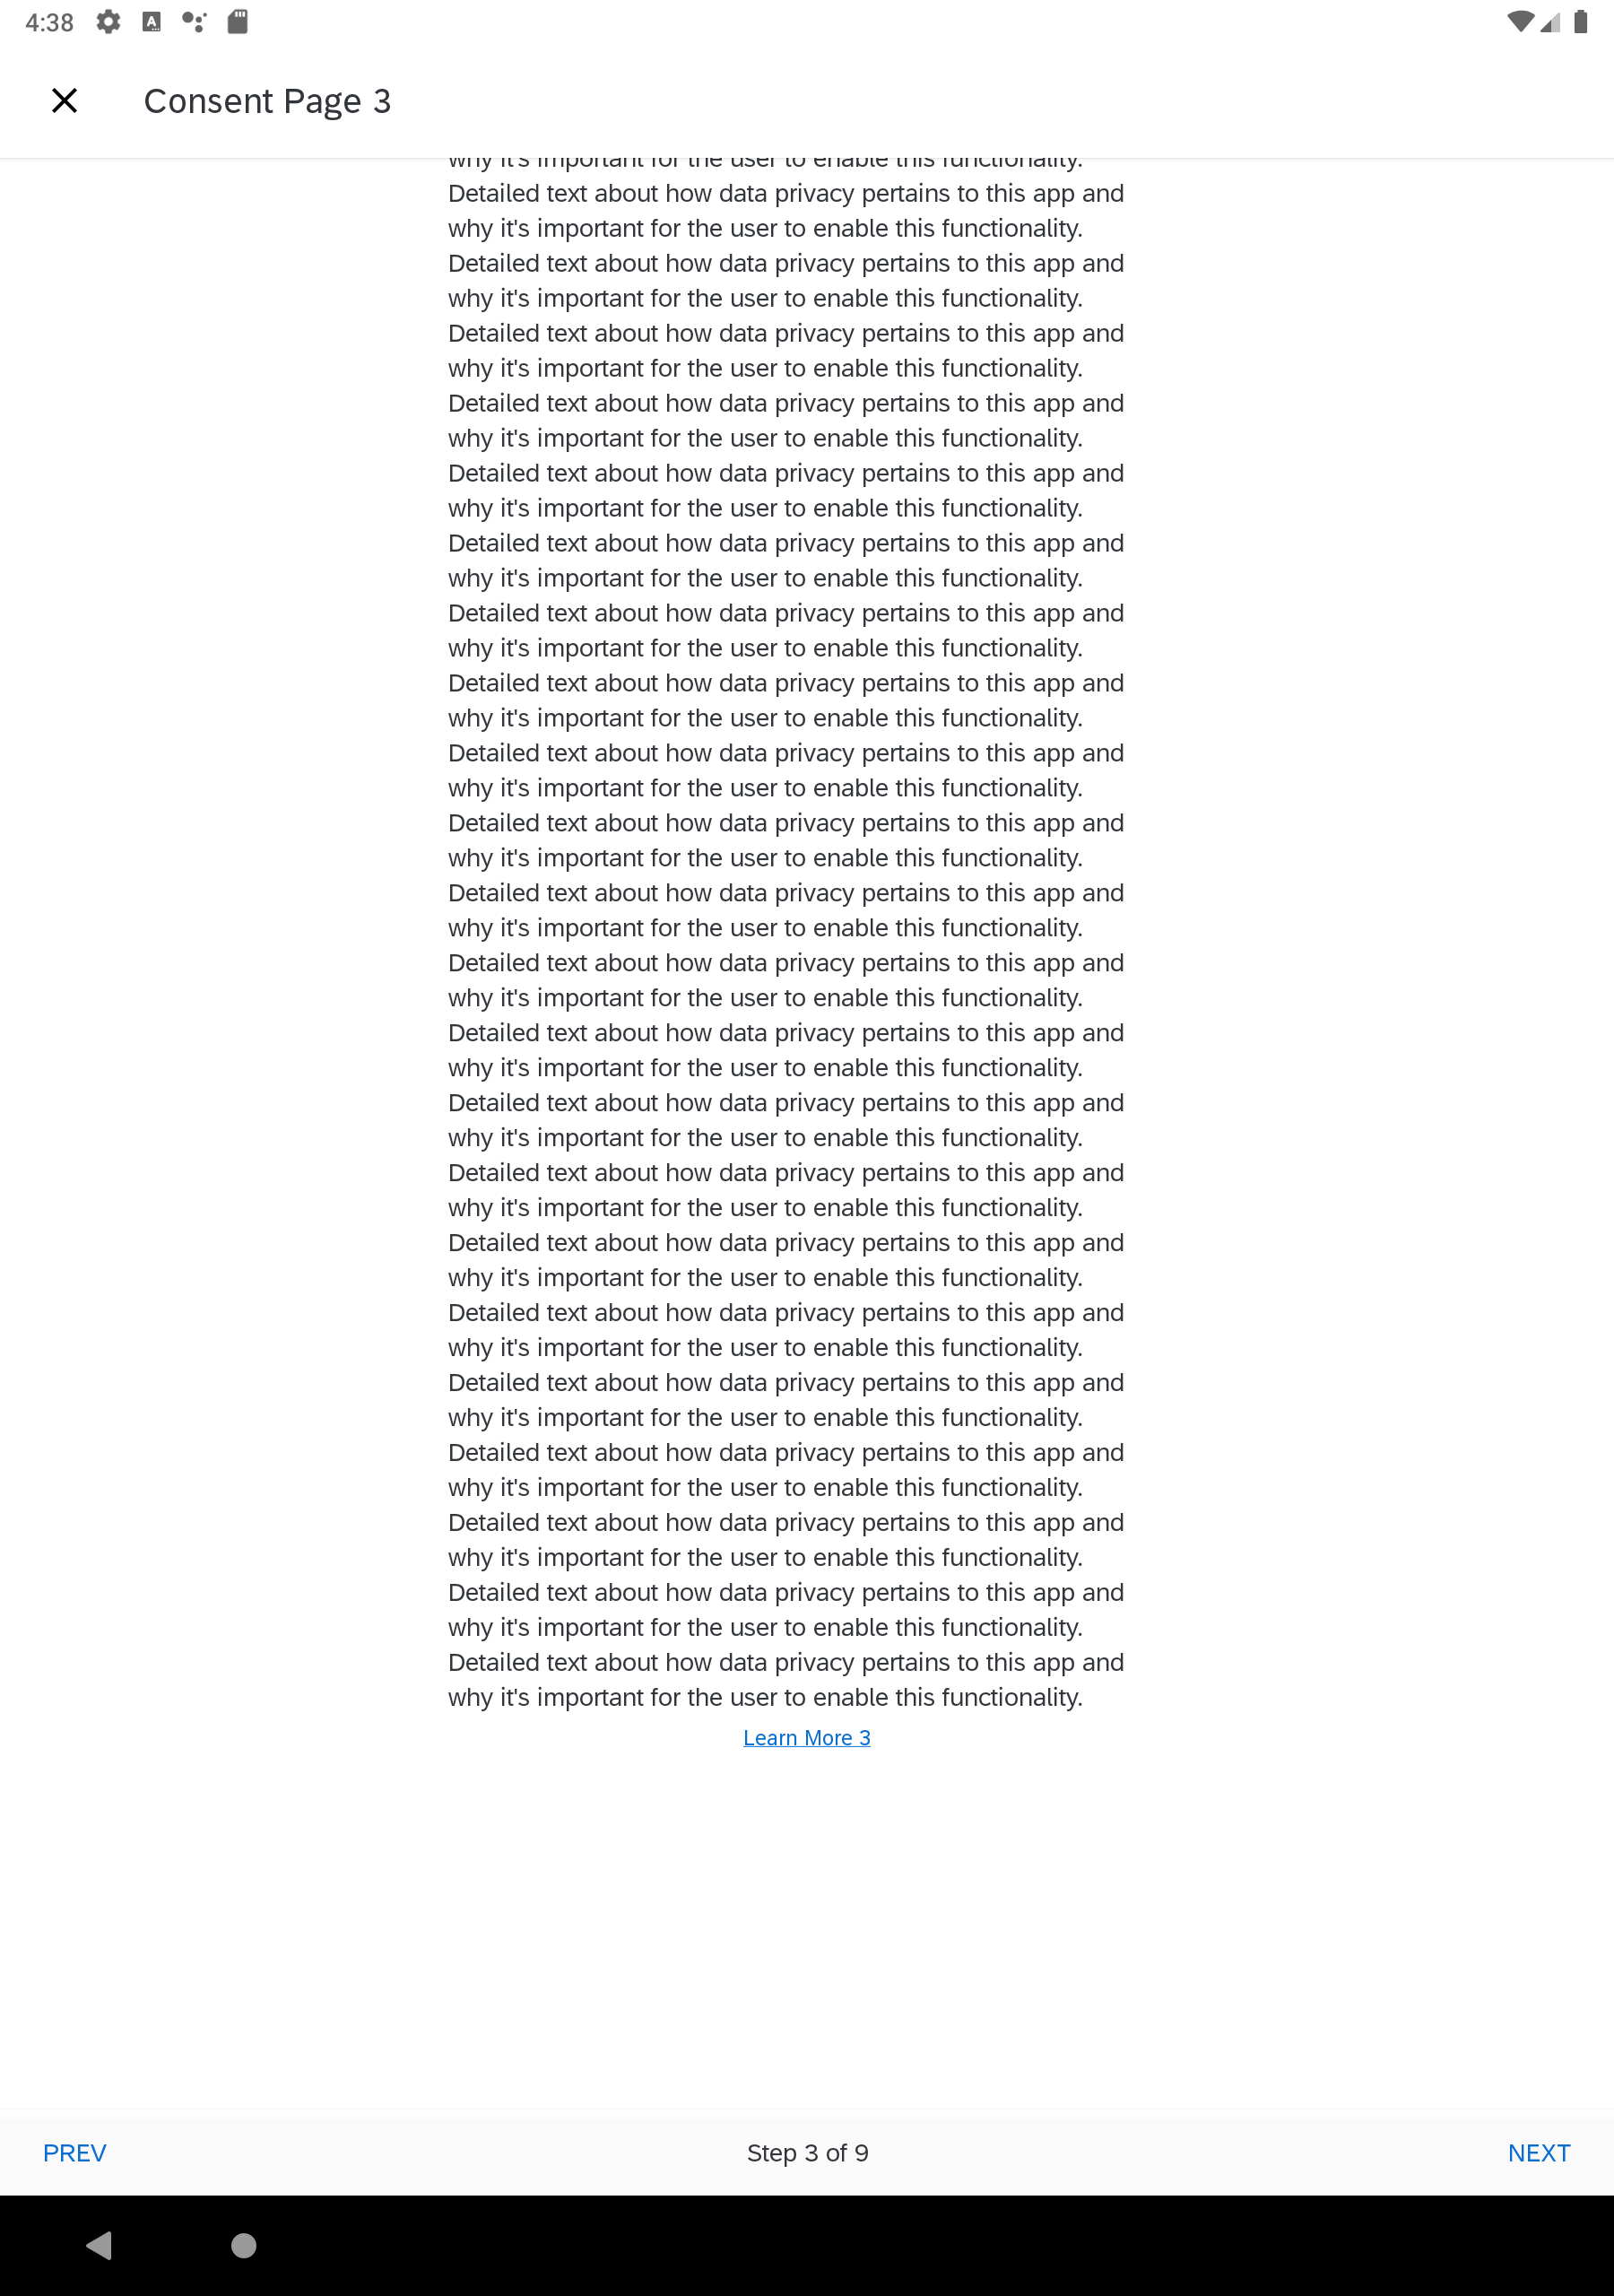 4:38
Consent Page 3
why it's important for the user to enable this functionality.
Detailed text about how data privacy pertains to this app and
why it's important for the user to enable this functionality.
Detailed text about how data privacy pertains to this app and
why it's important for the user to enable this functionality.
Detailed text about how data privacy pertains to this app and
why it's important for the user to enable this functionality.
Detailed text about how data privacy pertains to this app and
why it's important for the user to enable this functionality.
Detailed text about how data privacy pertains to this app and
why it's important for the user to enable this functionality.
Detailed text about how data privacy pertains to this app and
why it's important for the user to enable this functionality.
Detailed text about how data privacy pertains to this app and
why it's important for the user to enable this functionality.
Detailed text about how data privacy pertains to this app and
why it's important for the user to enable this functionality.
Detailed text about how data privacy pertains to this app and
why it's important for the user to enable this functionality.
Detailed text about how data privacy pertains to this app and
why it's important for the user to enable this functionality.
Detailed text about how data privacy pertains to this app and
why it's important for the user to enable this functionality.
Detailed text about how data privacy pertains to this app and
why it's important for the user to enable this functionality.
Detailed text about how data privacy pertains to this app and
why it's important for the user to enable this functionality.
Detailed text about how data privacy pertains to this app and
why it's important for the user to enable this functionality.
Detailed text about how data privacy pertains to this app and
why it's important for the user to enable this functionality.
Detailed text about how data privacy pertains to this app and
why it's important for the user to enable this functionality.
Detailed text about how data privacy pertains to this app and
why it's important for the user to enable this functionality.
Detailed text about how data privacy pertains to this app and
why it's important for the user to enable this functionality.
Detailed text about how data privacy pertains to this app and
why it's important for the user to enable this functionality.
Detailed text about how data privacy pertains to this app and
why it's important for the user to enable this functionality.
Detailed text about how data privacy pertains to this app and
why it's important for the user to enable this functionality.
Detailed text about how data privacy pertains to this app and
why it's important for the user to enable this functionality.
Learn More 3
PREV
Step 3 of 9
NEXT